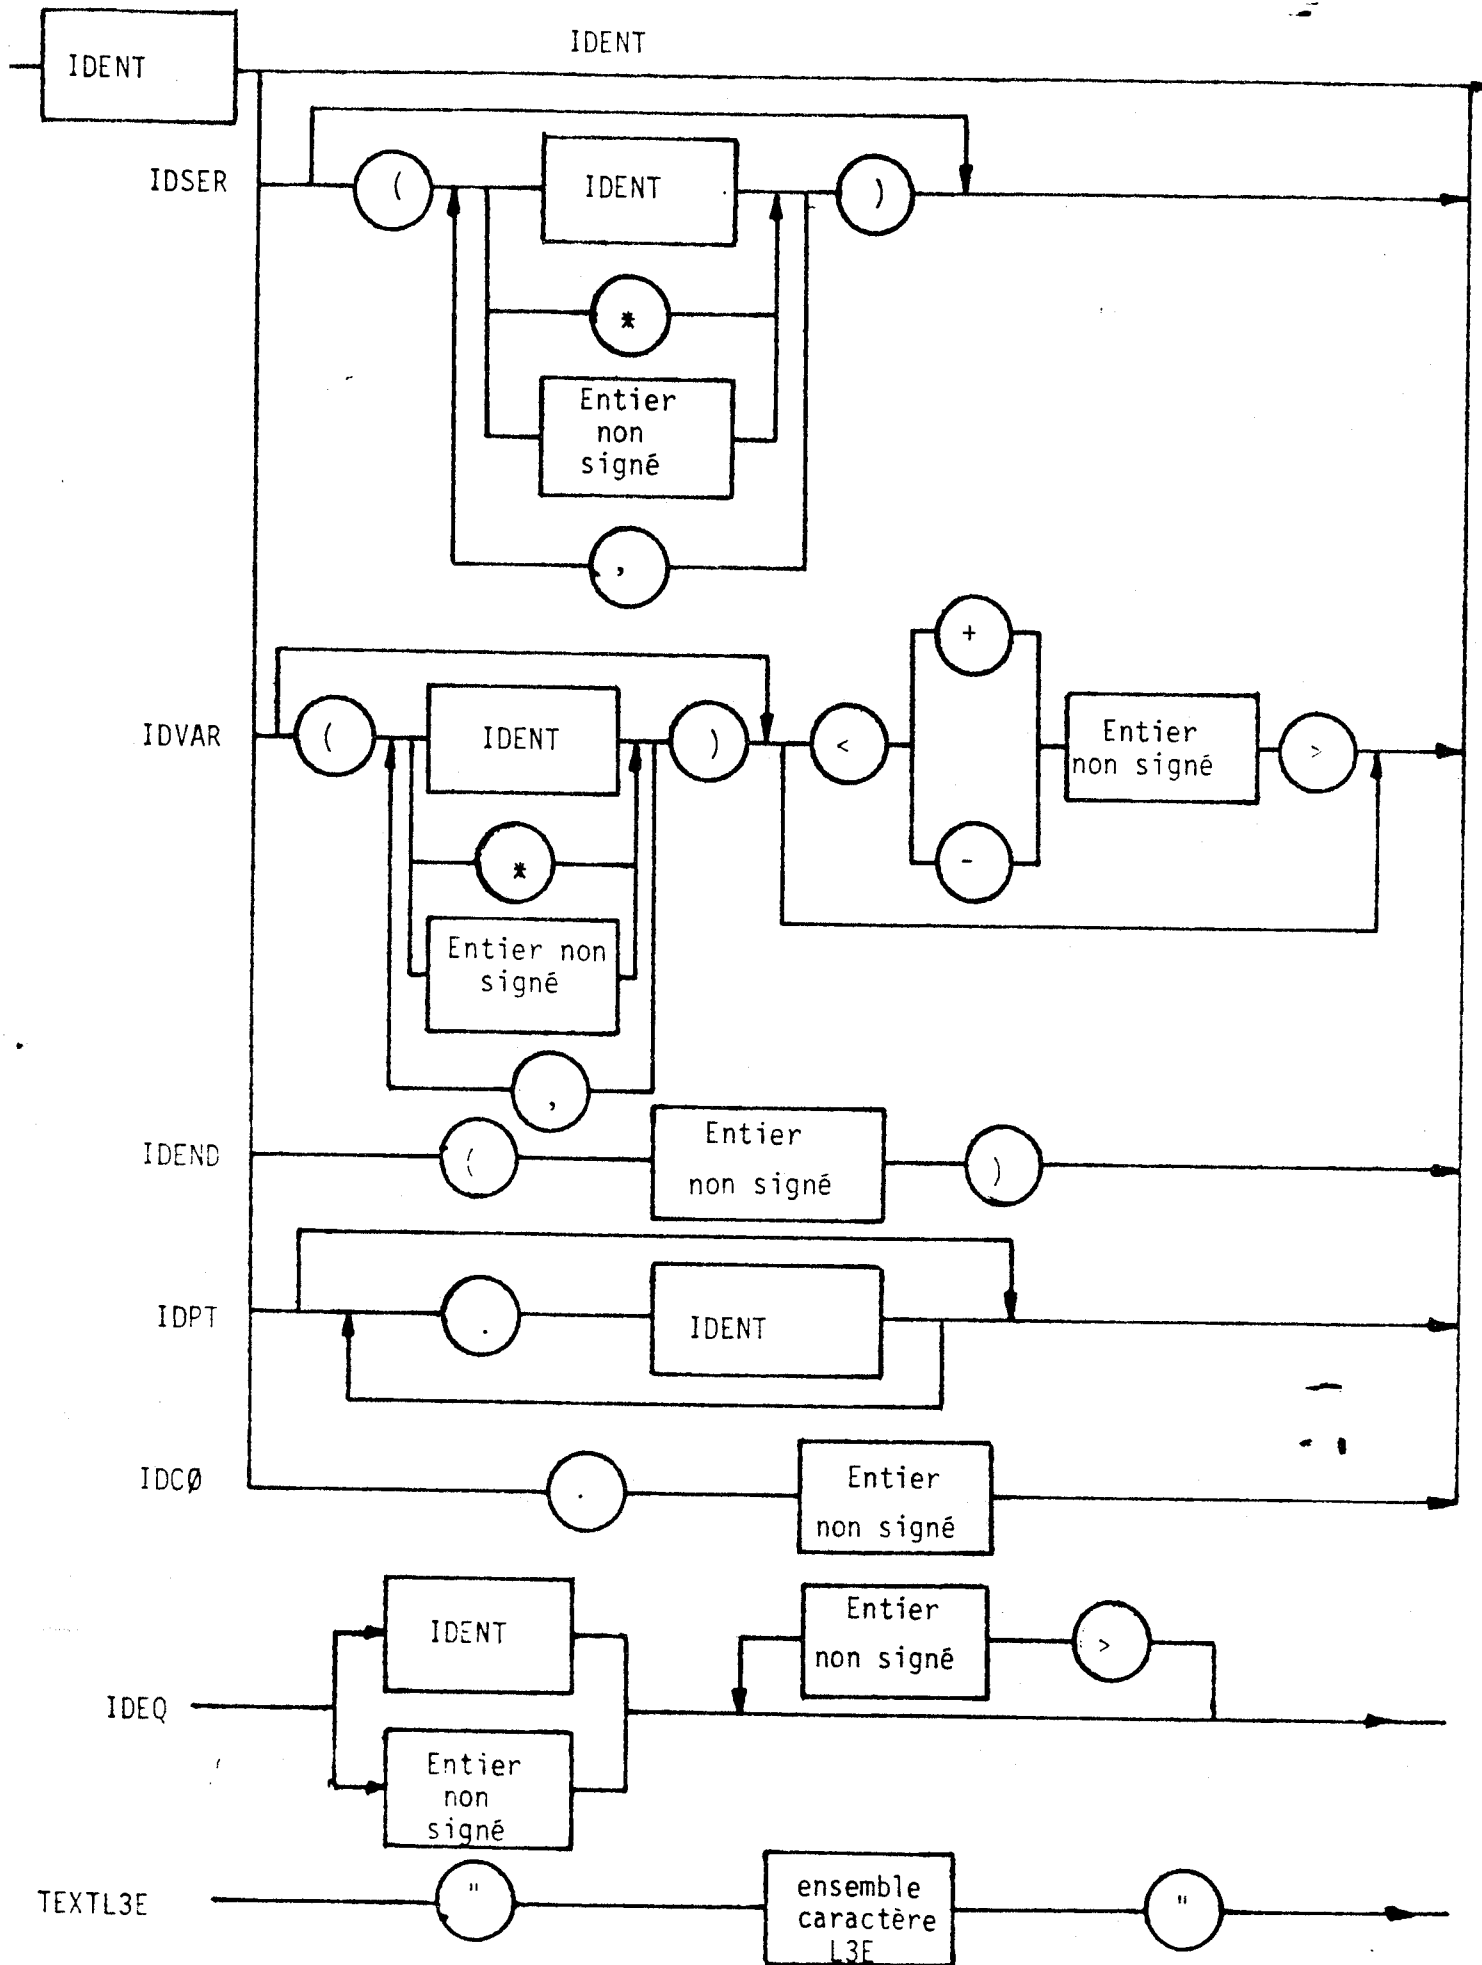 IDENT
IDENT
IDSER
(
IDENT
)
*
Entier
non
signé
,
+
IDVAR
(
IDENT
)
<
Entier
non signé
>
*
-
Entier non
signé
,
IDEND
(
Entier
non signé
)
IDPT
.
IDENT
IDCØ
.
Entier
non signé
IDENT
Entier
non signé
>
IDEQ
Entier
non
signé
TEXTL3E
"
ensemble
caractère
L3E
"